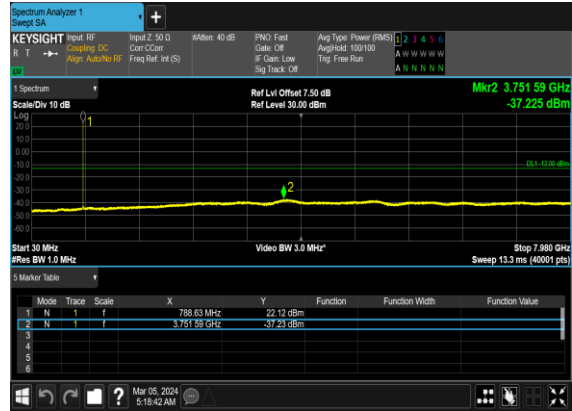 Spectrum Analyzer 1
Swept SA
KEYSIGHT Input: RF Input Z: 50 Ω #Atten: 40 dB PNO: Fast Avg Type: Power (RMS) 1 2 3 4 5 6
R T Coupling: DC Corr CCorr Gate: Off Avg|Hold: 100/100 A W W W W W
Align: Auto/No RF Freq Ref: Int (S) IF Gain: Low Trig: Free Run
Sig Track: Off A N N N N N
1 Spectrum Ref Lvl Offset 7.50 dB Mkr2 3.751 59 GHz
Scale/Div 10 dB Ref Level 30.00 dBm -37.225 dBm
Log
20.0
10.0
0.00
-10.0
-20.0
-30.0
-40.0
-50.0
-60.0
1
2
DL1 -13.00 dBm
Start 30 MHz Video BW 3.0 MHz* Stop 7.980 GHz
#Res BW 1.0 MHz Sweep 13.3 ms (40001 pts)
5 Marker Table
Mode Trace Scale X Y Function Function Width Function Value
1 N 1 f 788.63 MHz 22.12 dBm
2 N 1 f 3.751 59 GHz -37.23 dBm
3
4
5
6
? Mar 05, 2024
5:18:42 AM